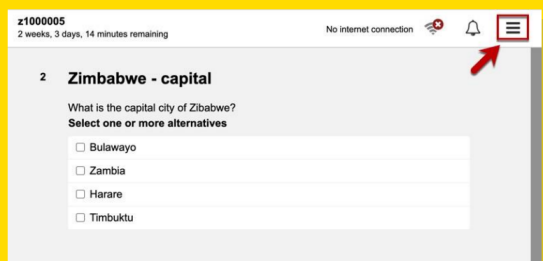 z1000005
2 weeks, 3 days, 14 minutes remaining
No internet connection
2 Zimbabwe - capital
What is the capital city of Zibabwe?
Select one or more alternatives
Bulawayo
Zambia
Harare
Timbuktu